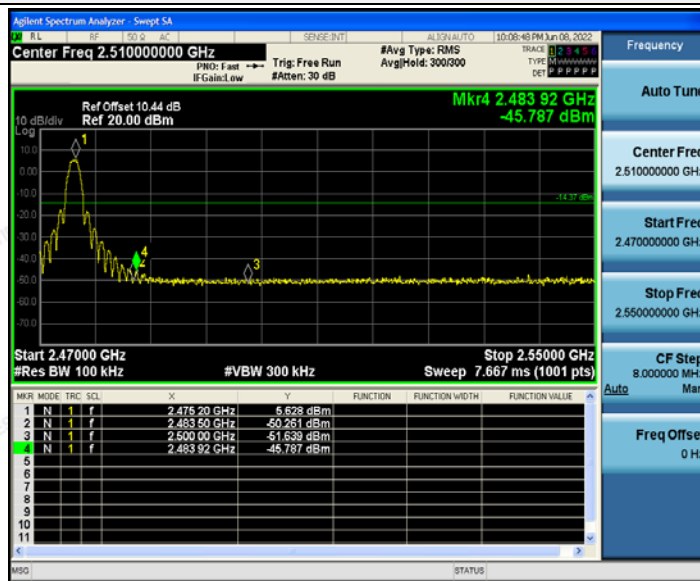 Agilent Spectrum Analyzer - Swept SA
RL RF 50 Ω AC SENSE:INT ALIGNAUTO 10:08:48 PM Jun 08, 2022
Center Freq 2.510000000 GHz
PNO: Fast
IFGain:Low
Trig: Free Run
#Atten: 30 dB
#Avg Type: RMS
Avg|Hold: 300/300
TRACE 1 2 3 4 5 6
TYPE MWWWWW
DET P P P P P P
Ref Offset 10.44 dB
Ref 20.00 dBm
10 dB/div
Log
Mkr4 2.483 92 GHz
-45.787 dBm
10.0
0.00
-10.0
-20.0
-30.0
-40.0
-50.0
-60.0
-70.0
1
4
2
3
-14.37 dBm
Start 2.47000 GHz Stop 2.55000 GHz
#Res BW 100 kHz #VBW 300 kHz Sweep 7.667 ms (1001 pts)
MKR MODE TRC SCL X Y FUNCTION FUNCTION WIDTH FUNCTION VALUE
1 N 1 f 2.475 20 GHz 5.628 dBm
2 N 1 f 2.483 50 GHz -50.261 dBm
3 N 1 f 2.500 00 GHz -51.639 dBm
4 N 1 f 2.483 92 GHz -45.787 dBm
5
6
7
8
9
10
11
MSG STATUS
Frequency
Auto Tune
Center Freq
2.510000000 GHz
Start Freq
2.470000000 GHz
Stop Freq
2.550000000 GHz
CF Step
8.000000 MHz
Auto Man
Freq Offset
0 Hz